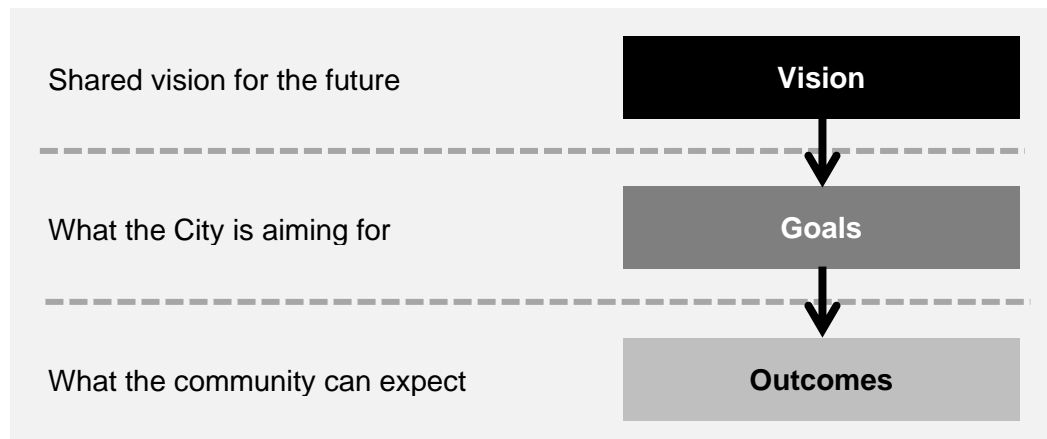 Shared vision for the future
Vision
What the City is aiming for
Goals
What the community can expect
Outcomes